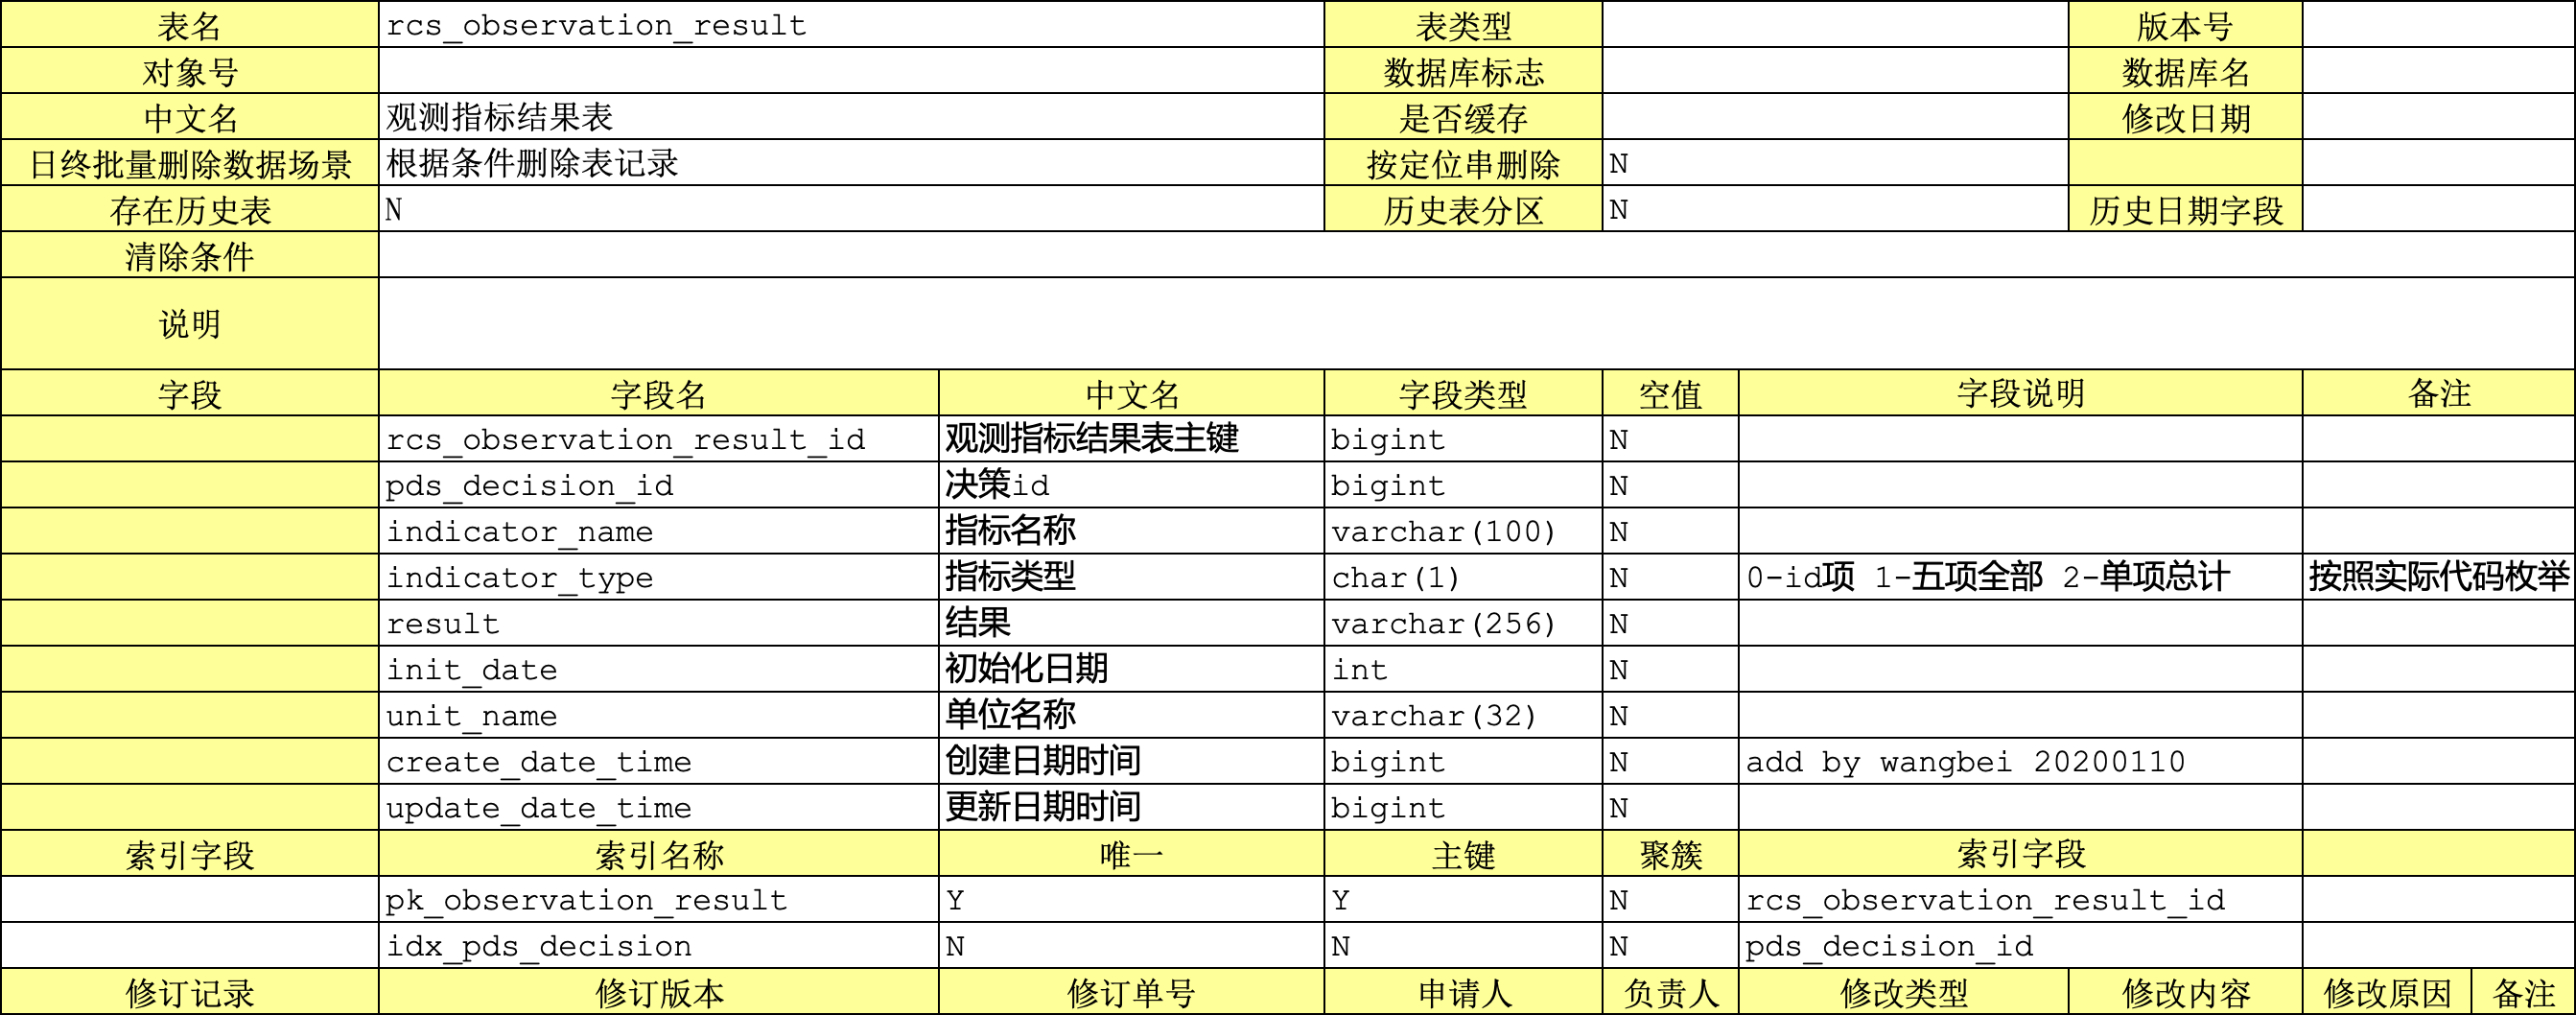 表名 rcs_observation_result 表类型 版本号
对象号 数据库标志 数据库名
中文名 观测指标结果表 是否缓存 修改日期
日终批量删除数据场景 根据条件删除表记录 按定位串删除 N
存在历史表 N 历史表分区 N 历史日期字段
清除条件
说明
字段 字段名 中文名 字段类型 空值 字段说明 备注
rcs_observation_result_id 观测指标结果表主键 bigint N
pds_decision_id 决策id bigint N
indicator_name 指标名称 varchar(100) N
indicator_type 指标类型 char(1) N 0-id项 1-五项全部 2-单项总计 按照实际代码枚举
result 结果 varchar(256) N
init_date 初始化日期 int N
unit_name 单位名称 varchar(32) N
create_date_time 创建日期时间 bigint N add by wangbei 20200110
update_date_time 更新日期时间 bigint N
索引字段 索引名称 唯一 主键 聚簇 索引字段
pk_observation_result Y Y N rcs_observation_result_id
idx_pds_decision N N N pds_decision_id
修订记录 修订版本 修订单号 申请人 负责人 修改类型 修改内容 修改原因 备注